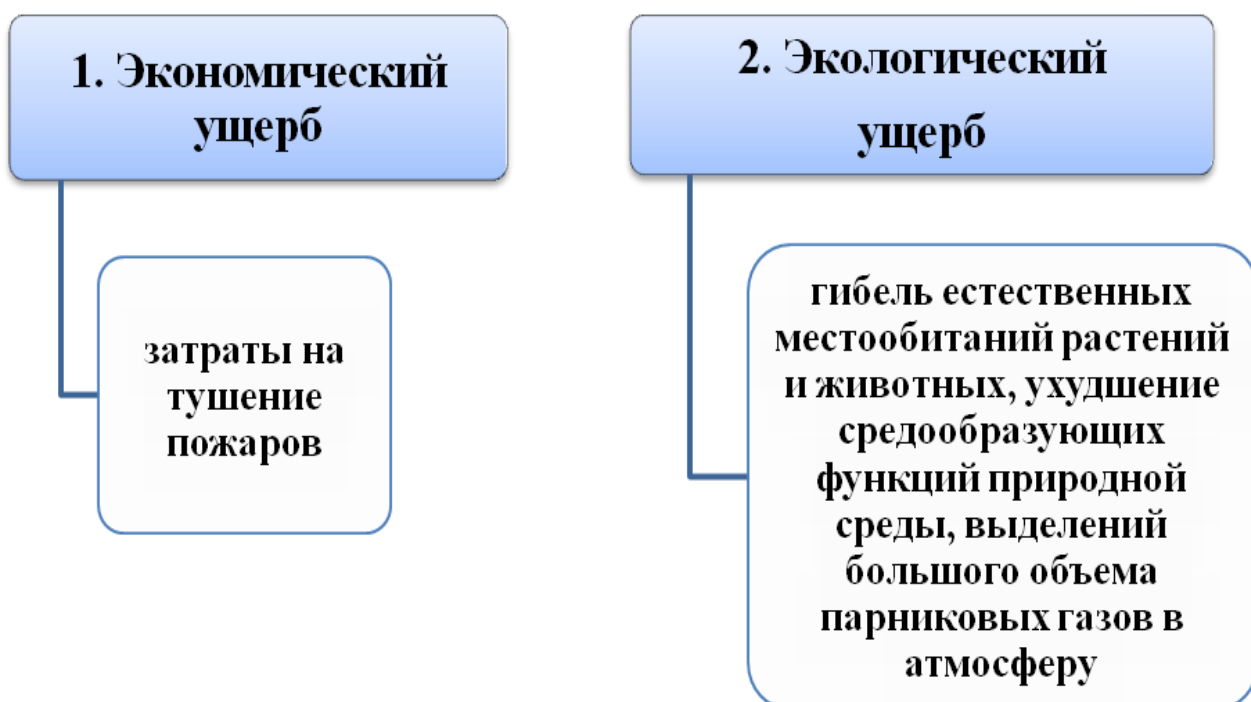 1. Экономический
ущерб
затраты на
тушение
пожаров
2. Экологический
ущерб
гибель естественных
местообитаний растений
и животных, ухудшение
средообразующих
функций природной
среды, выделений
большого объема
парниковых газов в
атмосферу